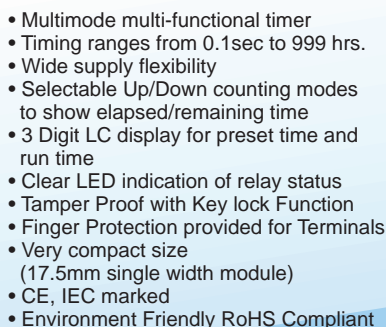 • Multimode multi-functional timer
• Timing ranges from 0.1sec to 999 hrs.
• Wide supply flexibility
• Selectable Up/Down counting modes
to show elapsed/remaining time
• 3 Digit LC display for preset time and
run time
• Clear LED indication of relay status
• Tamper Proof with Key lock Function
• Finger Protection provided for Terminals
• Very compact size
(17.5mm single width module)
• CE, IEC marked
• Environment Friendly RoHS Compliant